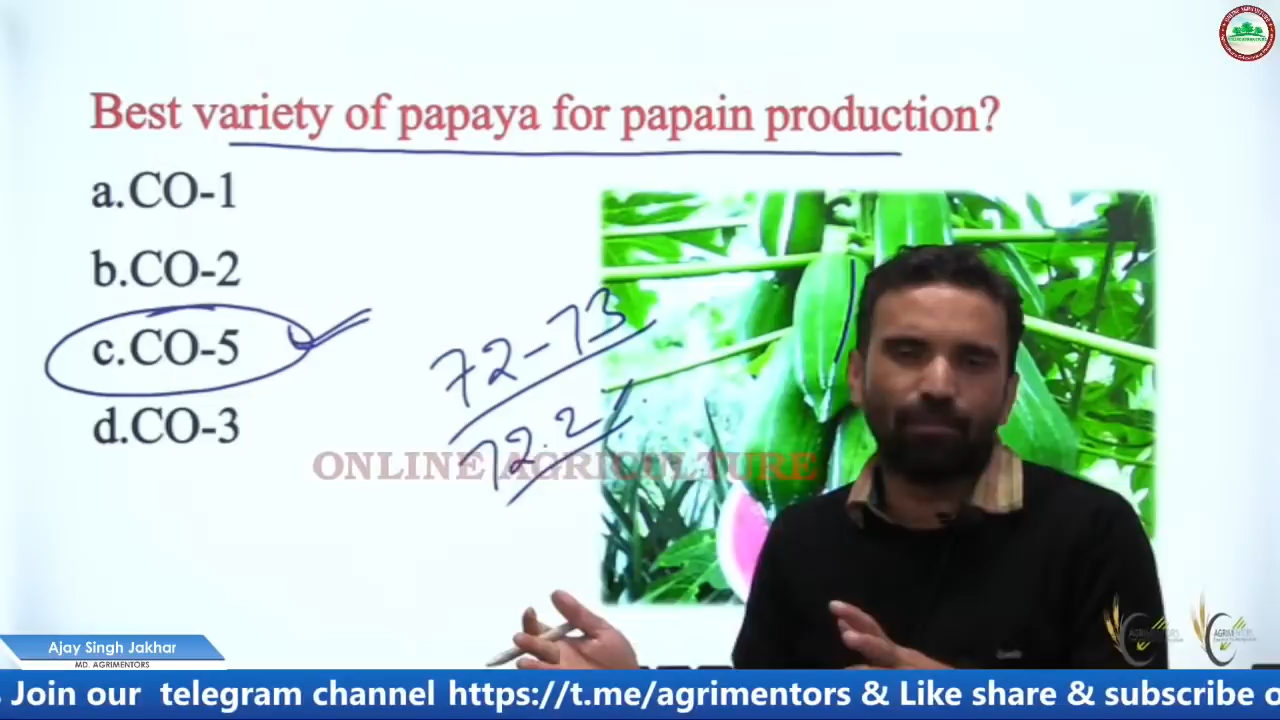 Best variety of papaya for papain production?
a.CO-1
b.CO-2
c.CO-5
d.CO-3
72-73
72.2
ONLINE AGRICULTURE
Ajay Singh Jakhar
MD. AGRIMENTORS
Join our telegram channel https://t.me/agrimentors & Like share & subscribe